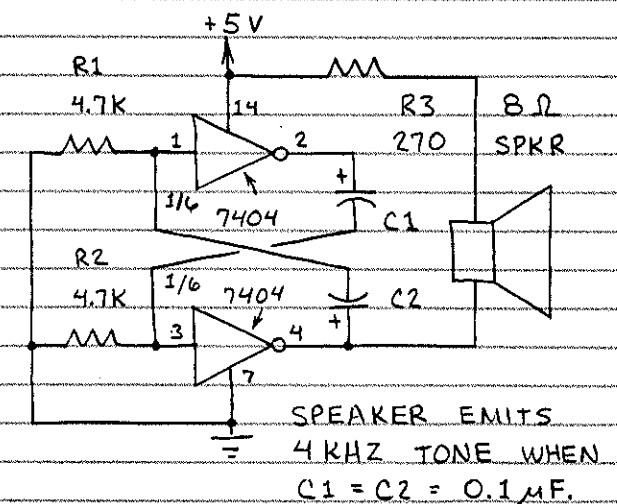 +5V
R1
4.7K
14
R3
270
8Ω
SPKR
1
2
+
1/6
7404
C1
R2
4.7K
1/6
7404
C2
+
3
4
7
SPEAKER EMITS
4 KHZ TONE WHEN
C1 = C2 = 0.1 µF.